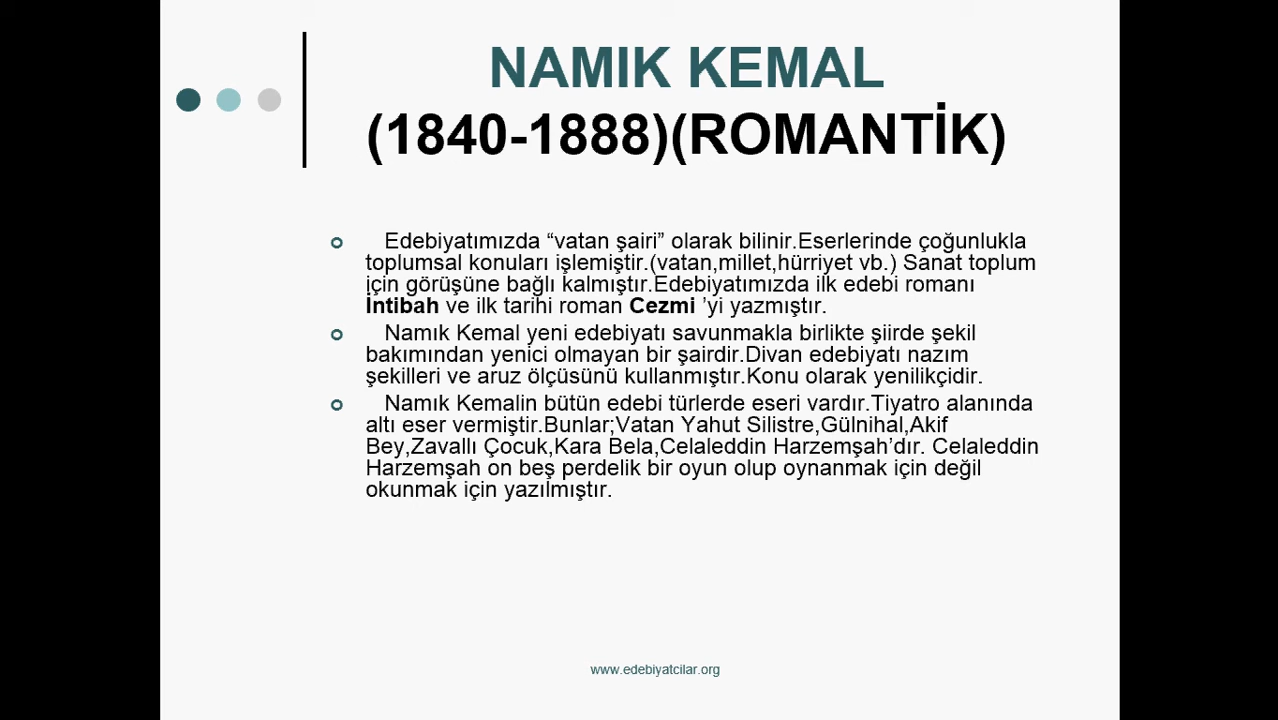 NAMIK KEMAL
(1840-1888)(ROMANTİK)
Edebiyatımızda “vatan şairi” olarak bilinir.Eserlerinde çoğunlukla
toplumsal konuları işlemiştir.(vatan,millet,hürriyet vb.) Sanat toplum
için görüşüne bağlı kalmıştır.Edebiyatımızda ilk edebi romanı
İntibah ve ilk tarihi roman Cezmi ’yi yazmıştır.
Namık Kemal yeni edebiyatı savunmakla birlikte şiirde şekil
bakımından yenici olmayan bir şairdir.Divan edebiyatı nazım
şekilleri ve aruz ölçüsünü kullanmıştır.Konu olarak yenilikçidir.
Namık Kemalin bütün edebi türlerde eseri vardır.Tiyatro alanında
altı eser vermiştir.Bunlar;Vatan Yahut Silistre,Gülnihal,Akif
Bey,Zavallı Çocuk,Kara Bela,Celaleddin Harzemşah’dır. Celaleddin
Harzemşah on beş perdelik bir oyun olup oynanmak için değil
okunmak için yazılmıştır.
www.edebiyatcilar.org